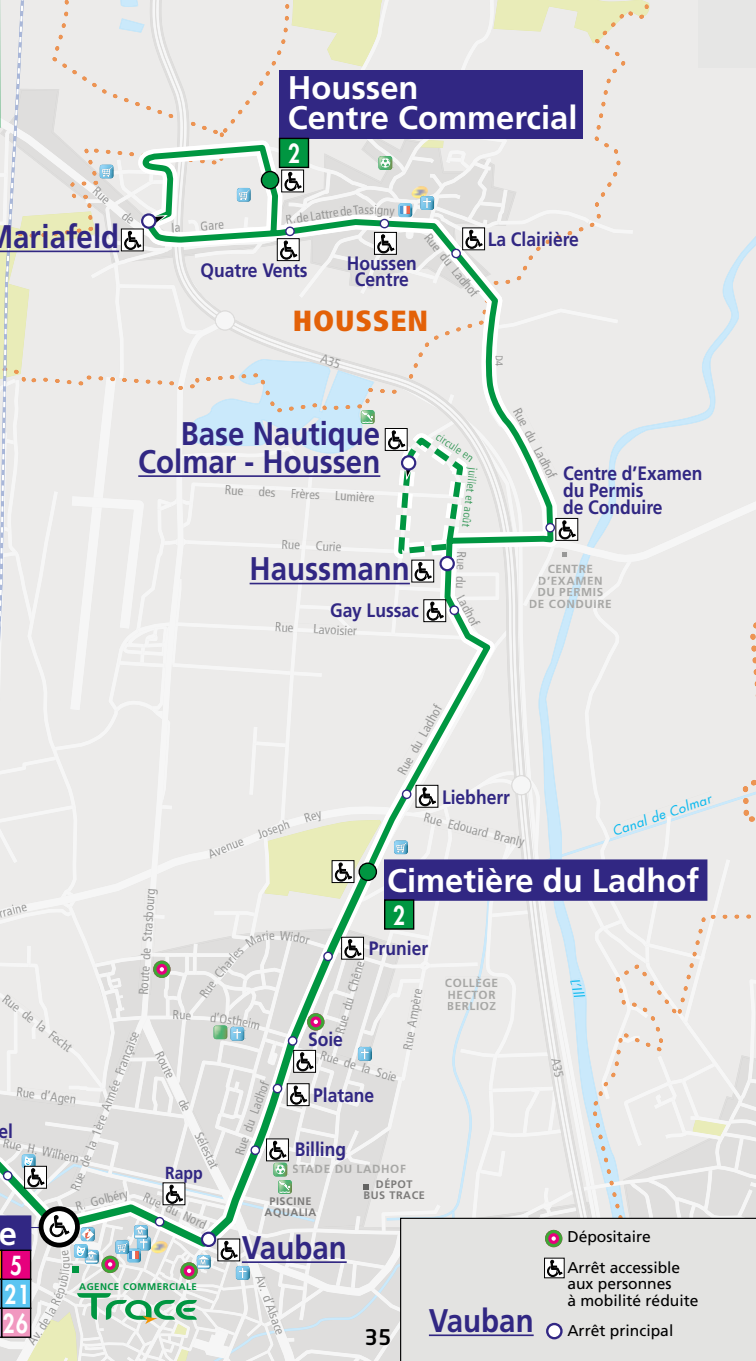 Houssen
Centre Commercial
2
Rue de la Gare
R. de Lattre de Tassigny
Mariafeld
Quatre Vents
Houssen
Centre
Rue du Ladhof
La Clairière
HOUSSEN
A35
D4
Rue du Ladhof
Base Nautique
Colmar - Houssen
circule en
juillet et août
Centre d'Examen
du Permis
de Conduire
Rue des Frères Lumière
Rue Curie
Haussmann
Rue du Ladhof
CENTRE
D'EXAMEN
DU PERMIS
DE CONDUIRE
Gay Lussac
Rue Lavoisier
Rue du Ladhof
Liebherr
Canal de Colmar
Avenue Joseph Rey
Rue Edouard Branly
Cimetière du Ladhof
2
rraine
Route de Strasbourg
Rue Charles Marie Widor
Prunier
Rue du Chêne
COLLÈGE
HECTOR
BERLIOZ
L'Ill
Rue de la Fecht
Rue d'Ostheim
Rue Ampère
Soie
Rue de la Soie
A35
Rue d'Agen
Rue de la 1ère Armée Française
Route de Sélestat
Rue du Ladhof
Platane
el
Rue H. Wilhem
Billing
STADE DU LADHOF
Rapp
PISCINE
AQUALIA
DÉPOT
BUS TRACE
R. Golbéry
Rue du Nord
e
5
21
26
Vauban
Av. de la République
AGENCE COMMERCIALE
Trace
Av. d'Alsace
35
Dépositaire
Arrêt accessible
aux personnes
à mobilité réduite
Vauban
Arrêt principal